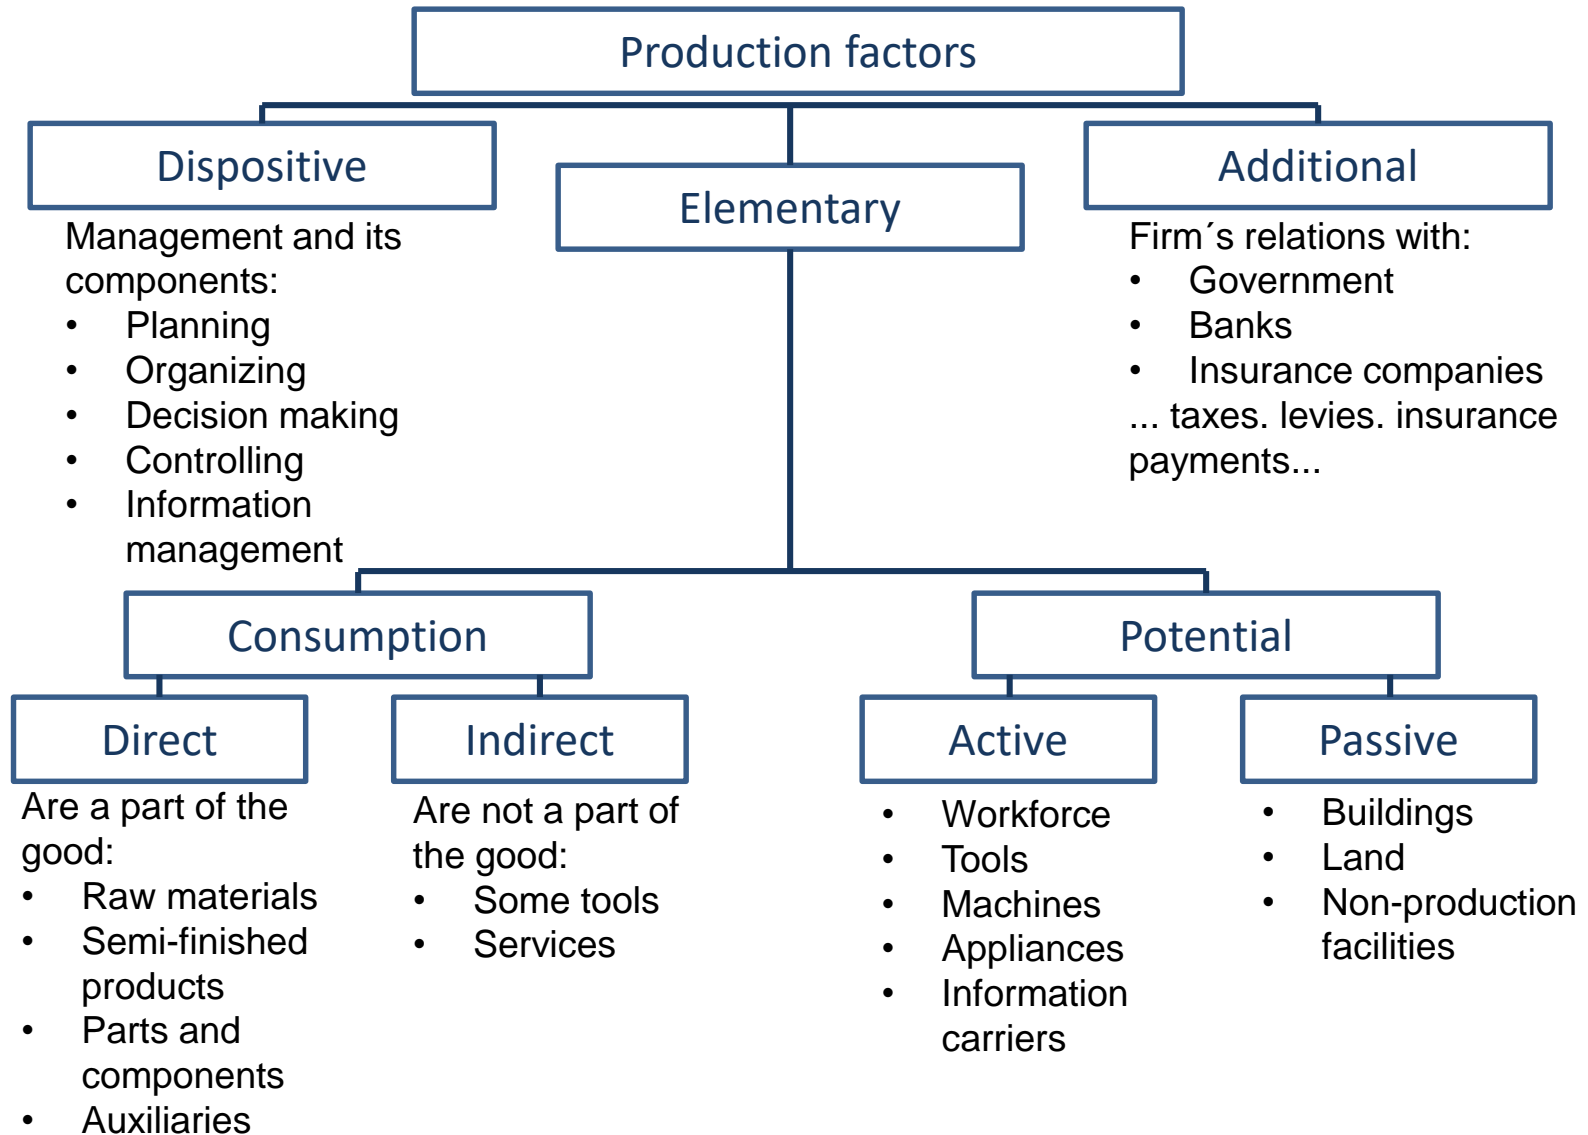 Production factors
Dispositive
Elementary
Additional
Management and its
components:
• Planning
• Organizing
• Decision making
• Controlling
• Information
management
Firm´s relations with:
• Government
• Banks
• Insurance companies
... taxes. levies. insurance
payments...
Consumption
Potential
Direct
Indirect
Active
Passive
Are a part of the
good:
• Raw materials
• Semi-finished
products
• Parts and
components
• Auxiliaries
Are not a part of
the good:
• Some tools
• Services
• Workforce
• Tools
• Machines
• Appliances
• Information
carriers
• Buildings
• Land
• Non-production
facilities